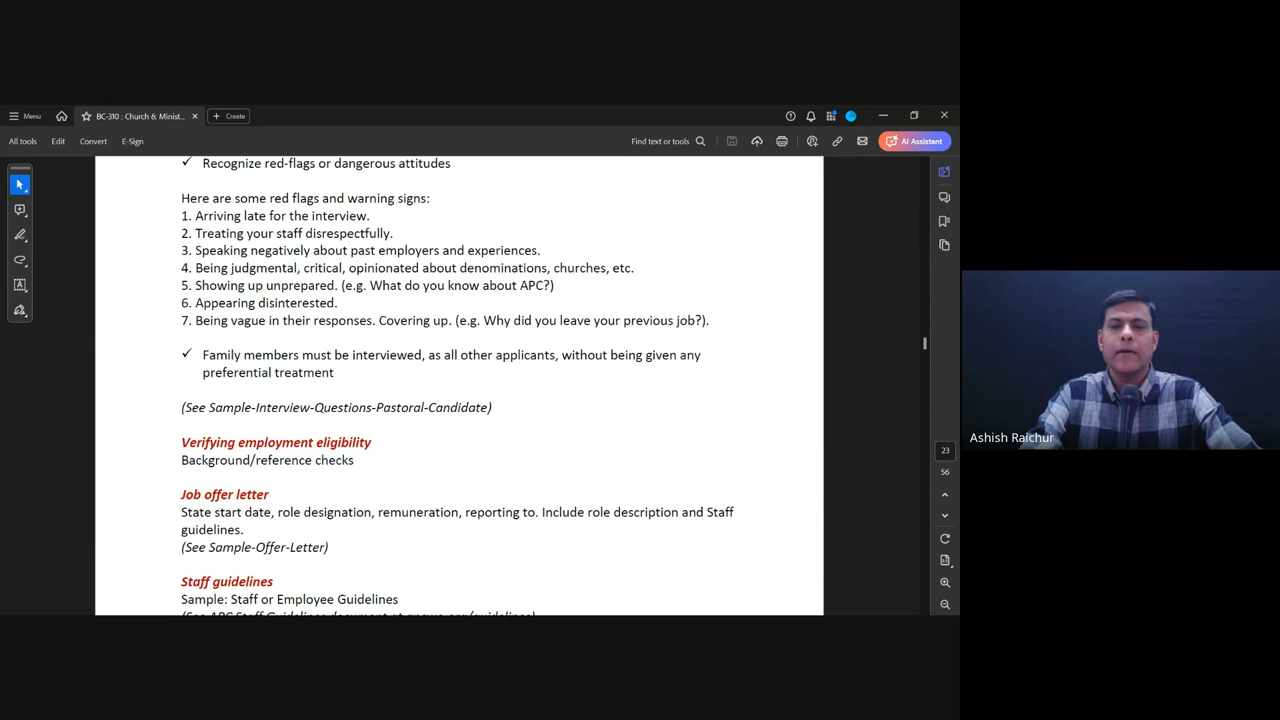 Menu
BC-310 : Church & Minist...
Create
All tools
Edit
Convert
E-Sign
Find text or tools
AI Assistant
✓ Recognize red-flags or dangerous attitudes
Here are some red flags and warning signs:
1. Arriving late for the interview.
2. Treating your staff disrespectfully.
3. Speaking negatively about past employers and experiences.
4. Being judgmental, critical, opinionated about denominations, churches, etc.
5. Showing up unprepared. (e.g. What do you know about APC?)
6. Appearing disinterested.
7. Being vague in their responses. Covering up. (e.g. Why did you leave your previous job?).
✓ Family members must be interviewed, as all other applicants, without being given any
preferential treatment
(See Sample-Interview-Questions-Pastoral-Candidate)
Verifying employment eligibility
Background/reference checks
Job offer letter
State start date, role designation, remuneration, reporting to. Include role description and Staff
guidelines.
(See Sample-Offer-Letter)
Staff guidelines
Sample: Staff or Employee Guidelines
(See APC Staff Guidelines document at
23
56
Ashish Raichur